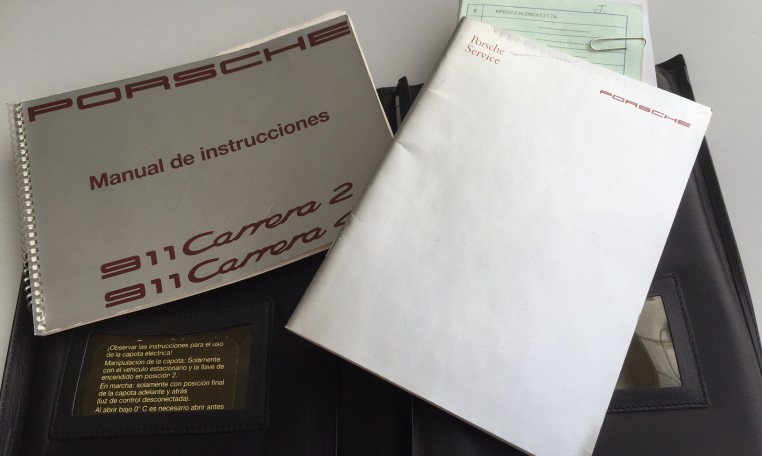 PORSCHE
Manual de instrucciones
911 Carrera 2
911 Carrera 4
Porsche
Service
PORSCHE
¡Observar las instrucciones para el uso
de la capota eléctrica!
Manipulación de la capota: Solamente
con el vehículo estacionario y la llave de
encendido en posición 2.
En marcha: solamente con posición final
de la capota adelante y atrás
(luz de control desconectada).
Al abrir bajo 0° C es necesario abrir antes